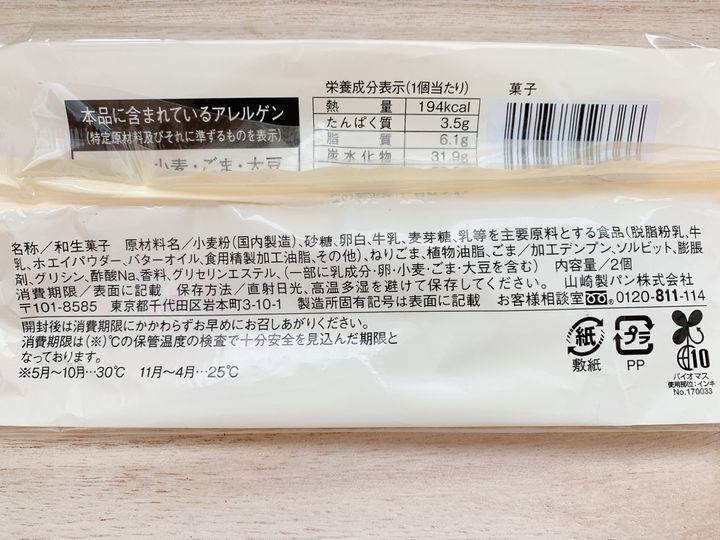 栄養成分表示(1個当たり)
菓子
本品に含まれているアレルゲン
(特定原材料及びそれに準ずるものを表示)
小麦・ごま・大豆
熱量 194kcal
たんぱく質 3.5g
脂質 6.1g
炭水化物 31.9g
名称/和生菓子 原材料名/小麦粉(国内製造)、砂糖、卵白、牛乳、麦芽糖、乳等を主要原料とする食品(脱脂粉乳、牛
乳、ホエイパウダー、バターオイル、食用精製加工油脂、その他)、ねりごま、植物油脂、ごま/加工デンプン、ソルビット、膨脹
剤、グリシン、酢酸Na、香料、グリセリンエステル、(一部に乳成分・卵・小麦・ごま・大豆を含む) 内容量/2個
消費期限/表面に記載 保存方法/直射日光、高温多湿を避けて保存してください。 山崎製パン株式会社
〒101-8585 東京都千代田区岩本町3-10-1 製造所固有記号は表面に記載 お客様相談室 0120-811-114
開封後は消費期限にかかわらずお早めにお召しあがりください。
消費期限は(※)℃の保管温度の検査で十分安全を見込んだ期限と
なっております。
※5月〜10月…30℃ 11月〜4月…25℃
紙
敷紙
プラ
PP
10
バイオマス
使用部位:インキ
No.170033